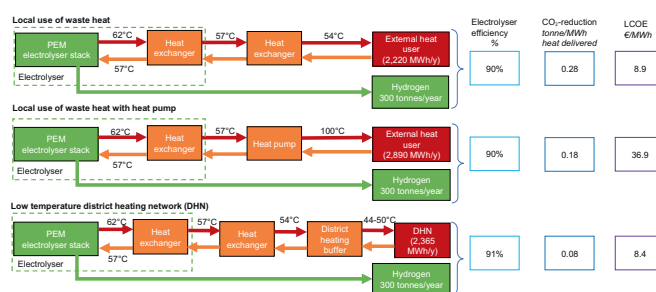 Local use of waste heat
PEM
electrolyser stack
62°C
57°C
Heat
exchanger
57°C
Heat
exchanger
54°C
External heat
user
(2,220 MWh/y)
Electrolyser
Hydrogen
300 tonnes/year
Electrolyser
efficiency
%
CO₂-reduction
tonne/MWh
heat delivered
LCOE
€/MWh
90%
0.28
8.9
Local use of waste heat with heat pump
PEM
electrolyser stack
62°C
57°C
Heat
exchanger
57°C
Heat pump
100°C
External heat
user
(2,890 MWh/y)
Electrolyser
Hydrogen
300 tonnes/year
90%
0.18
36.9
Low temperature district heating network (DHN)
PEM
electrolyser stack
62°C
57°C
Heat
exchanger
57°C
Heat
exchanger
54°C
District
heating
buffer
44-50°C
DHN
(2,365
MWh/y)
Electrolyser
Hydrogen
300 tonnes/year
91%
0.08
8.4